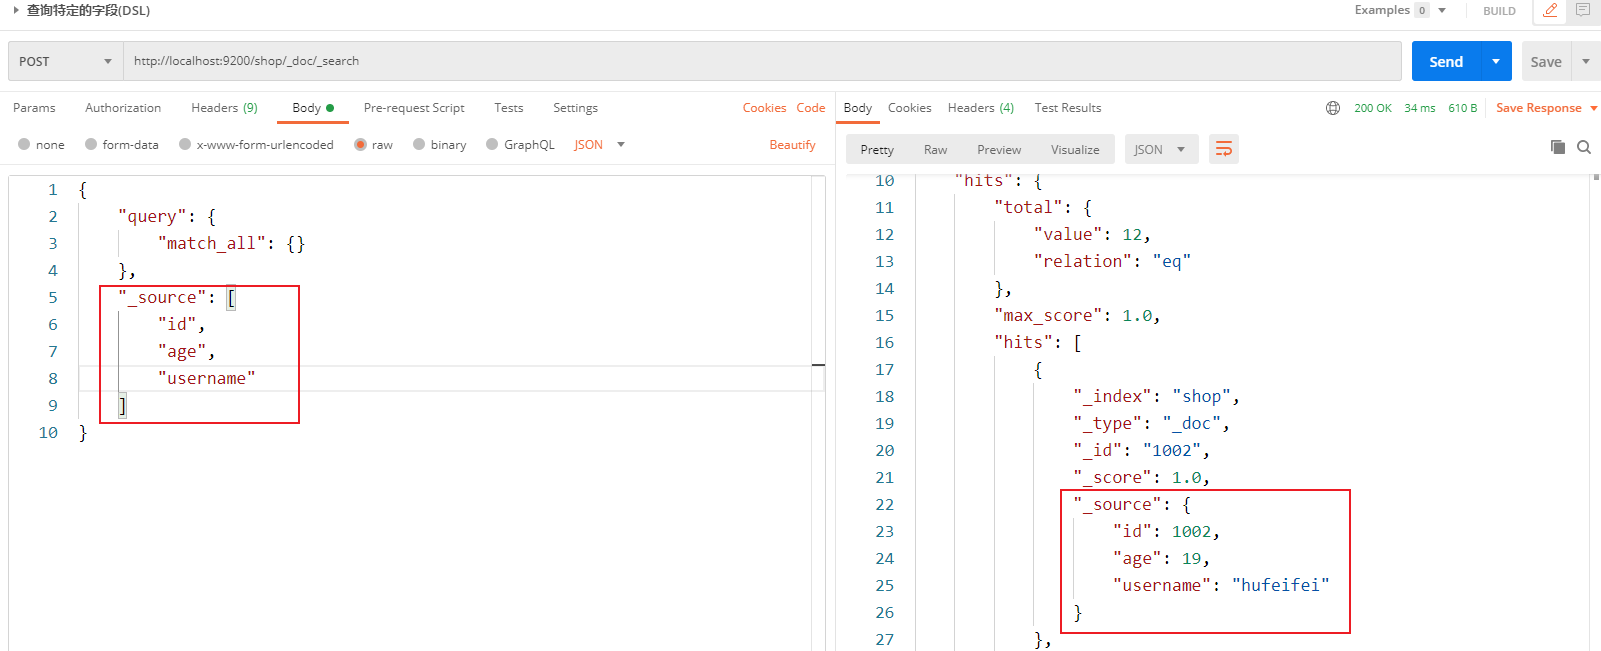 查询特定的字段(DSL)
Examples 0
BUILD
POST
http://localhost:9200/shop/_doc/_search
Send
Save
Params Authorization Headers (9) Body Pre-request Script Tests Settings Cookies Code
none form-data x-www-form-urlencoded raw binary GraphQL JSON Beautify
1 {
2 "query": {
3 "match_all": {}
4 },
5 "_source": [
6 "id",
7 "age",
8 "username"
9 ]
10 }
Body Cookies Headers (4) Test Results 200 OK 34 ms 610 B Save Response
Pretty Raw Preview Visualize JSON
10 "hits": {
11 "total": {
12 "value": 12,
13 "relation": "eq"
14 },
15 "max_score": 1.0,
16 "hits": [
17 {
18 "_index": "shop",
19 "_type": "_doc",
20 "_id": "1002",
21 "_score": 1.0,
22 "_source": {
23 "id": 1002,
24 "age": 19,
25 "username": "hufeifei"
26 }
27 },